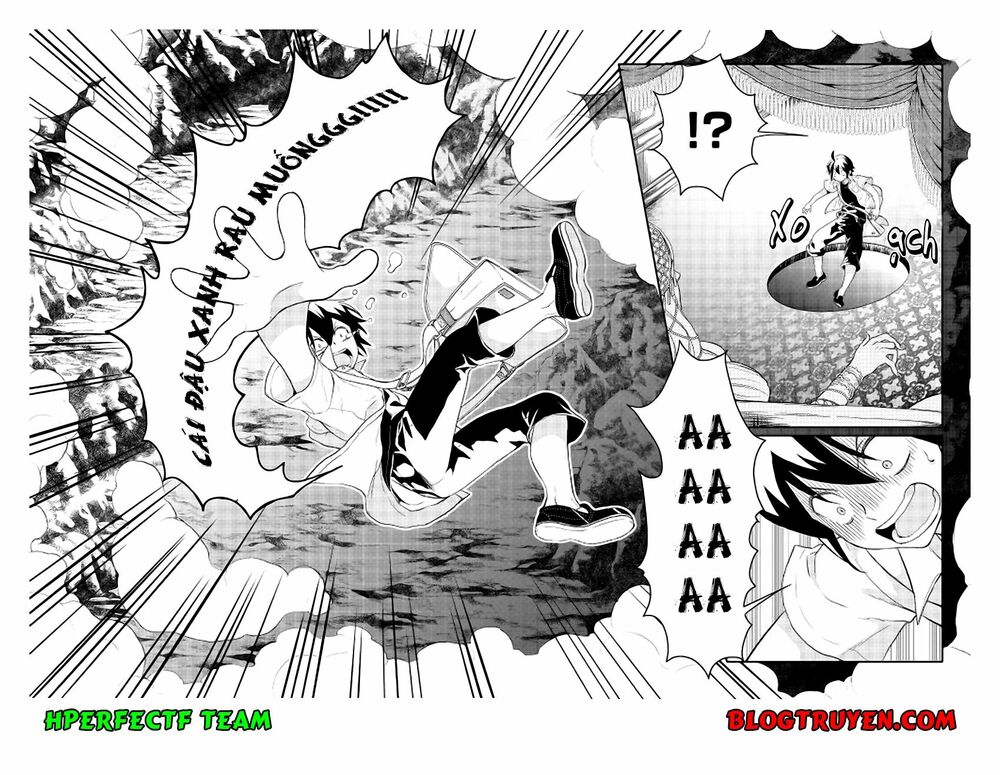 !?
XO
ẠCH
AA
AA
AA
AA
CÁI ĐẬU XANH RAU MUỐNGGG!!!!!
HPERFECTF TEAM
BLOGTRUYEN.COM